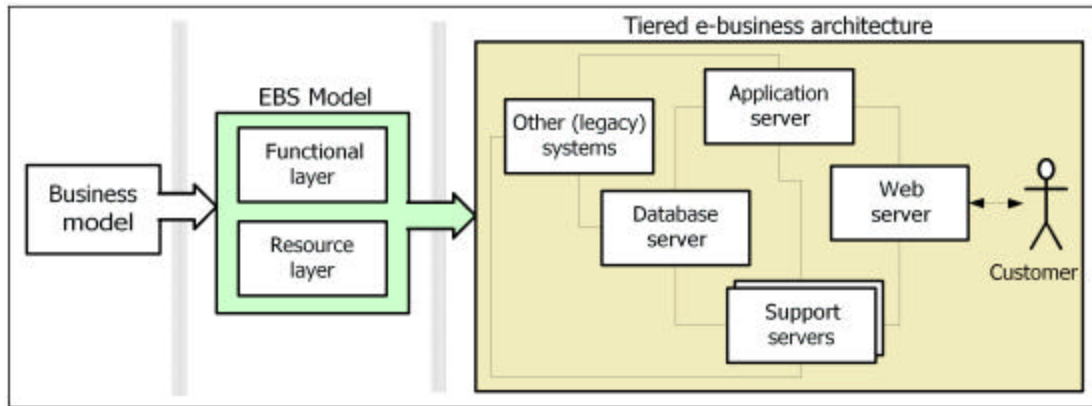 Tiered e-business architecture
EBS Model
Functional
layer
Resource
layer
Business
model
Other (legacy)
systems
Application
server
Database
server
Web
server
Support
servers
Customer